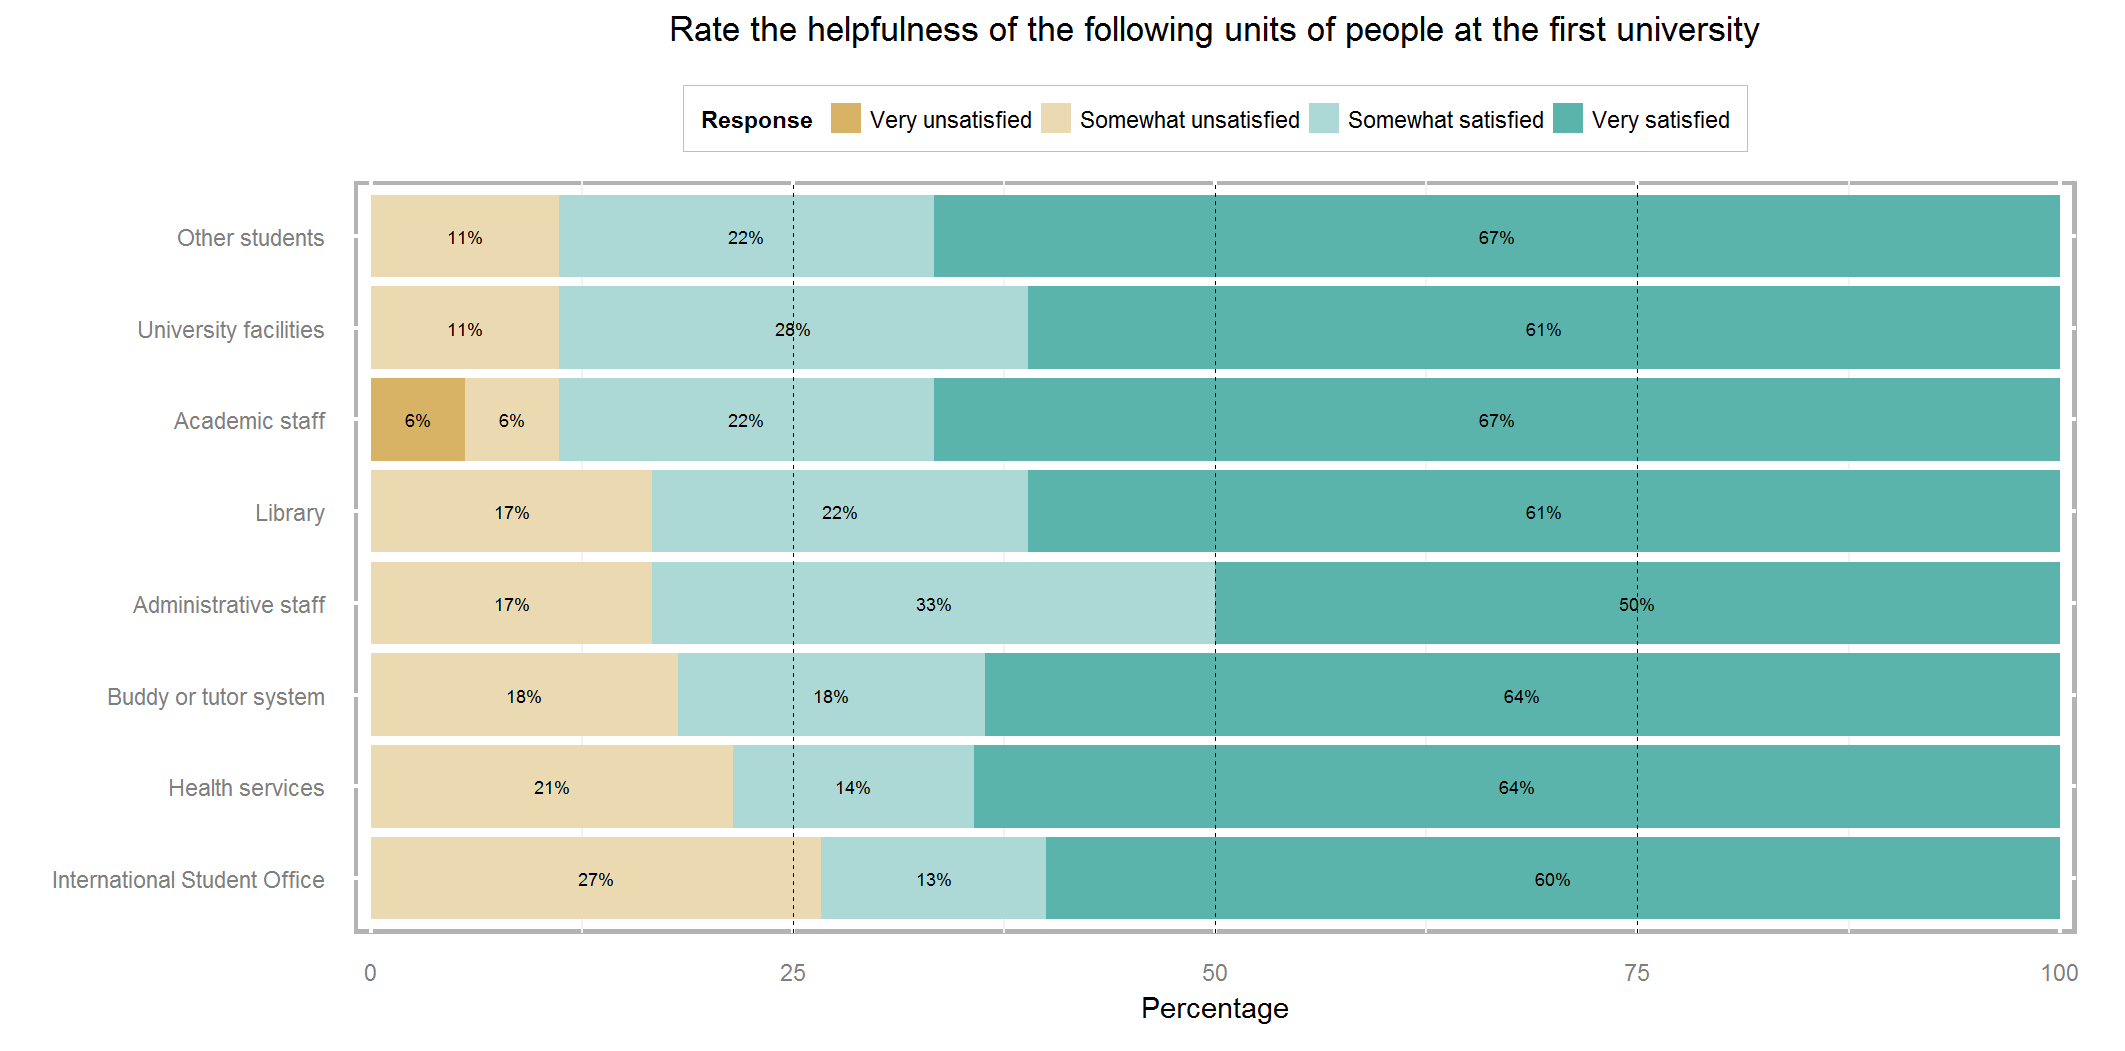 Rate the helpfulness of the following units of people at the first university
Response Very unsatisfied Somewhat unsatisfied Somewhat satisfied Very satisfied
Other students 11% 22% 67%
University facilities 11% 28% 61%
Academic staff 6% 6% 22% 67%
Library 17% 22% 61%
Administrative staff 17% 33% 50%
Buddy or tutor system 18% 18% 64%
Health services 21% 14% 64%
International Student Office 27% 13% 60%
0 25 50 75 100
Percentage